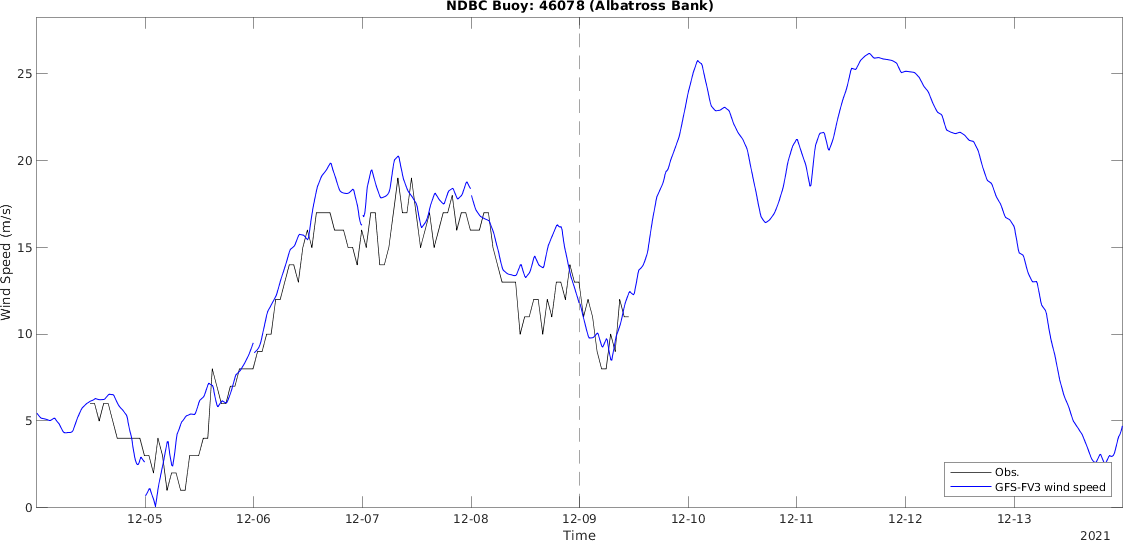 NDBC Buoy: 46078 (Albatross Bank)
Wind Speed (m/s)
25
20
15
10
5
0
12-05 12-06 12-07 12-08 12-09 12-10 12-11 12-12 12-13
Time
2021
Obs.
GFS-FV3 wind speed